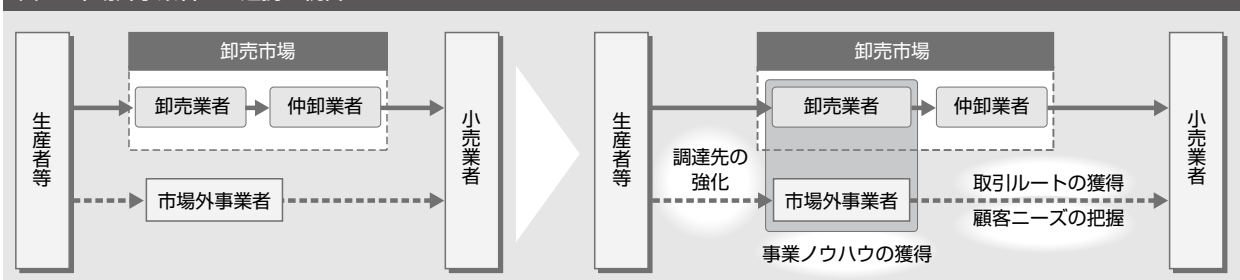 卸売市場
卸売業者
仲卸業者
生産者等
小売業者
市場外事業者
卸売市場
卸売業者
仲卸業者
生産者等
小売業者
調達先の
強化
市場外事業者
取引ルートの獲得
顧客ニーズの把握
事業ノウハウの獲得